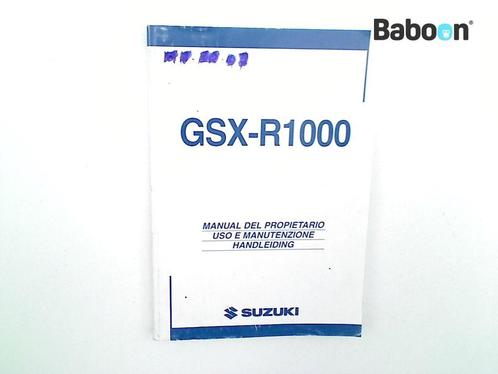 Baboon
GSX-R1000
MANUAL DEL PROPIETARIO
USO E MANUTENZIONE
HANDLEIDING
SUZUKI